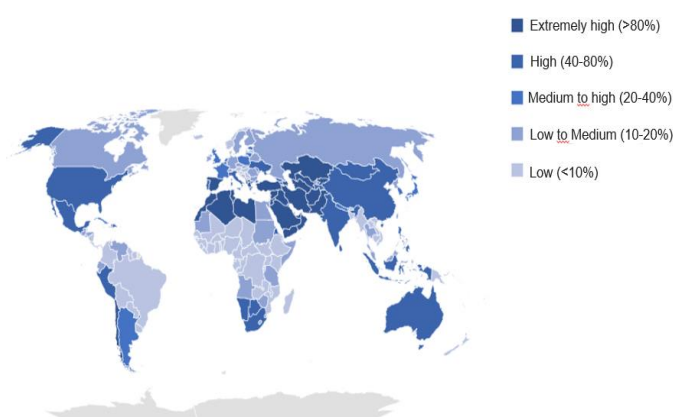 Extremely high (>80%)
High (40-80%)
Medium to high (20-40%)
Low to Medium (10-20%)
Low (<10%)